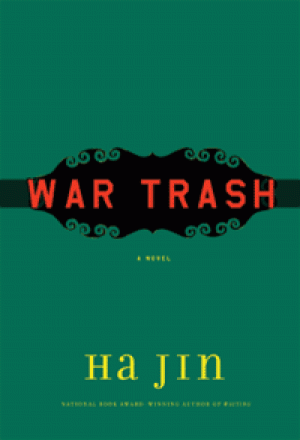 WAR TRASH
A NOVEL
Ha Jin
NATIONAL BOOK AWARD-WINNING AUTHOR OF WAITING